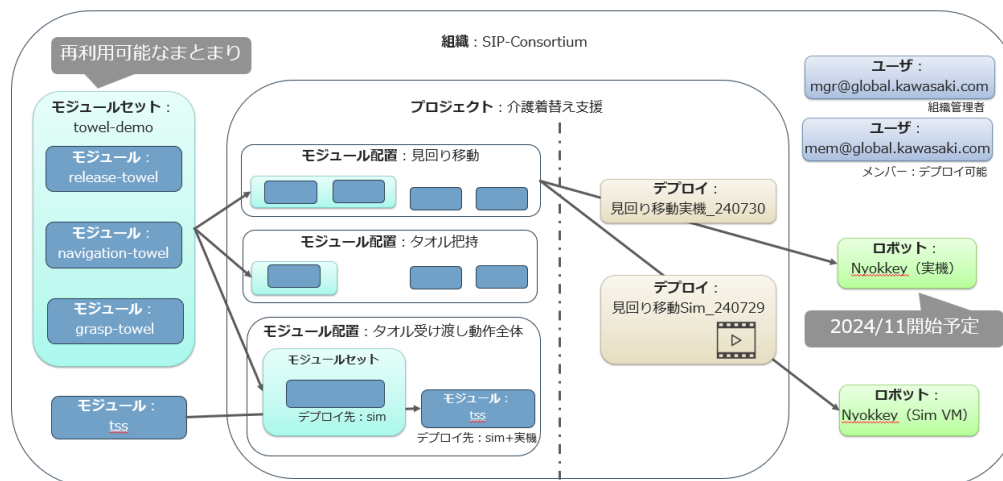 組織：SIP-Consortium
再利用可能なまとまり
モジュールセット：
towel-demo
モジュール：
release-towel
モジュール：
navigation-towel
モジュール：
grasp-towel
モジュール：
tss
プロジェクト：介護着替え支援
モジュール配置：見回り移動
モジュール配置：タオル把持
モジュール配置：タオル受け渡し動作全体
モジュールセット
デプロイ先：sim
モジュール：
tss
デプロイ先：sim+実機
デプロイ：
見回り移動実機_240730
デプロイ：
見回り移動Sim_240729
ユーザ：
mgr@global.kawasaki.com
組織管理者
ユーザ：
mem@global.kawasaki.com
メンバー：デプロイ可能
ロボット：
Nyokkey（実機）
2024/11開始予定
ロボット：
Nyokkey（Sim VM）